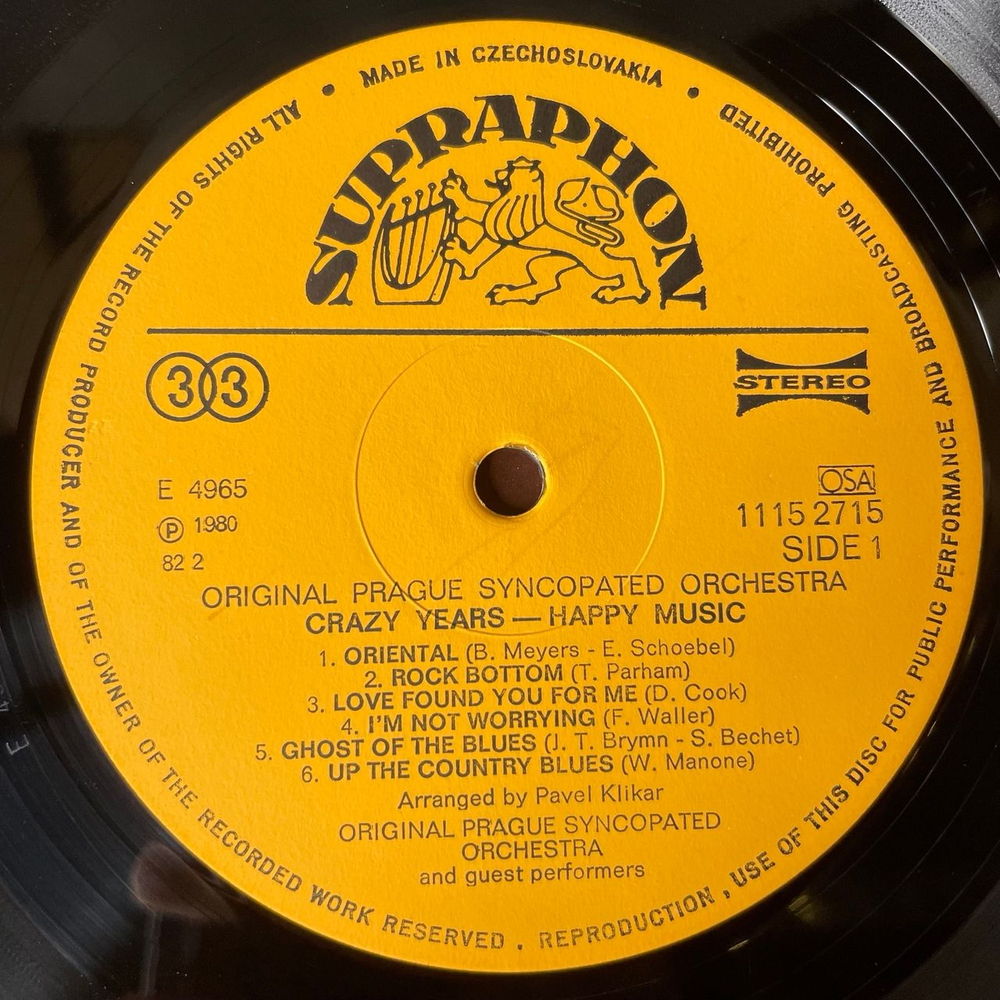 MADE IN CZECHOSLOVAKIA • ALL RIGHTS OF THE RECORD PRODUCER AND OF THE OWNER OF THE RECORDED WORK RESERVED . REPRODUCTION , USE OF THIS DISC FOR PUBLIC PERFORMANCE AND BROADCASTING PROHIBITED •
SUPRAPHON
33
STEREO
E 4965
Ⓟ 1980
82 2
OSA
1115 2715
SIDE 1
ORIGINAL PRAGUE SYNCOPATED ORCHESTRA
CRAZY YEARS — HAPPY MUSIC
1. ORIENTAL (B. Meyers - E. Schoebel)
2. ROCK BOTTOM (T. Parham)
3. LOVE FOUND YOU FOR ME (D. Cook)
4. I'M NOT WORRYING (F. Waller)
5. GHOST OF THE BLUES (J. T. Brymn - S. Bechet)
6. UP THE COUNTRY BLUES (W. Manone)
Arranged by Pavel Klikar
ORIGINAL PRAGUE SYNCOPATED
ORCHESTRA
and guest performers